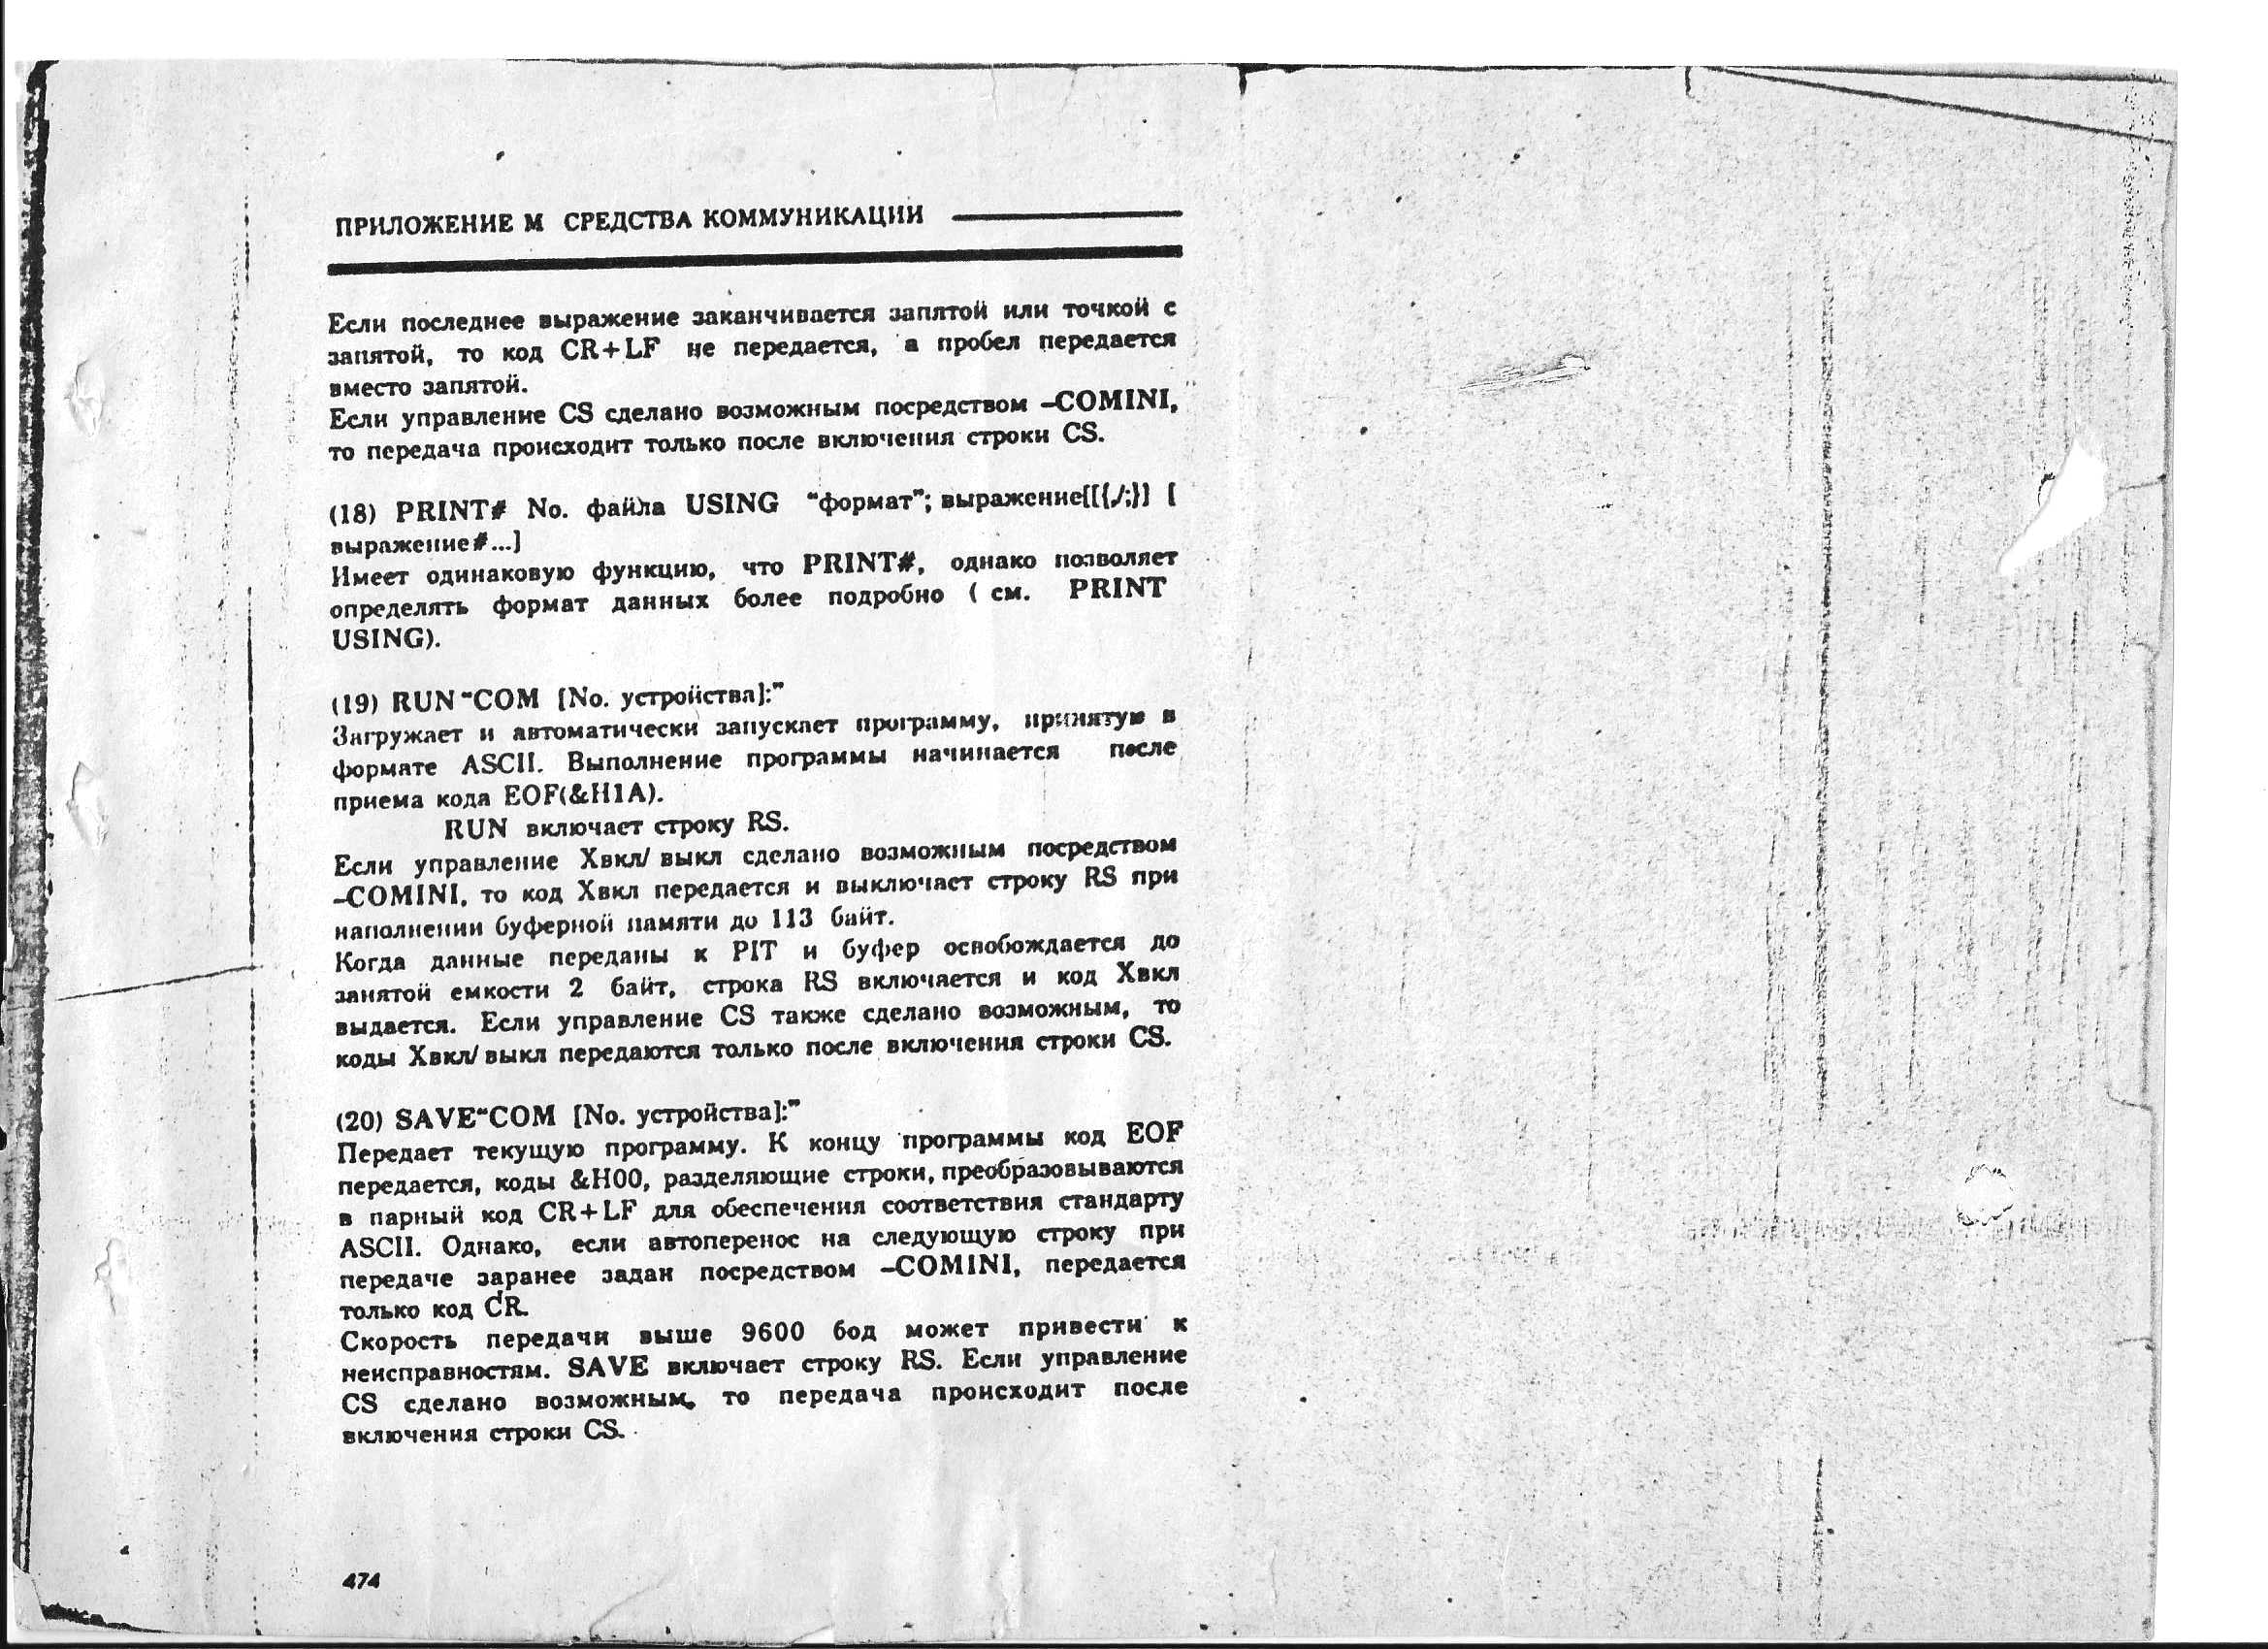 ПРИЛОЖЕНИЕ М СРЕДСТВА КОММУНИКАЦИИ
Если последнее выражение заканчивается запятой или точкой с
запятой, то код CR+LF не передается, а пробел передается
вместо запятой.
Если управление CS сделано возможным посредством –COMINI,
то передача происходит только после включения строки CS.
(18) PRINT# No. файла USING “формат”; выражение[[{,/;}] [
выражение#...]
Имеет одинаковую функцию, что PRINT#, однако позволяет
определять формат данных более подробно ( см. PRINT
USING).
(19) RUN“COM [No. устройства]:”
Загружает и автоматически запускает программу, принятую в
формате ASCII. Выполнение программы начинается после
приема кода EOF(&H1A).
RUN включает строку RS.
Если управление Xвкл/ выкл сделано возможным посредством
–COMINI, то код Xвкл передается и выключает строку RS при
наполнении буферной памяти до 113 байт.
Когда данные переданы к PIT и буфер освобождается до
занятой емкости 2 байт, строка RS включается и код Xвкл
выдается. Если управление CS также сделано возможным, то
коды Xвкл/ выкл передаются только после включения строки CS.
(20) SAVE“COM [No. устройства]:”
Передает текущую программу. К концу программы код EOF
передается, коды &H00, разделяющие строки, преобразовываются
в парный код CR+LF для обеспечения соответствия стандарту
ASCII. Однако, если автоперенос на следующую строку при
передаче заранее задан посредством –COMINI, передается
только код CR.
Скорость передачи выше 9600 бод может привести к
неисправностям. SAVE включает строку RS. Если управление
CS сделано возможным, то передача происходит после
включения строки CS.
474